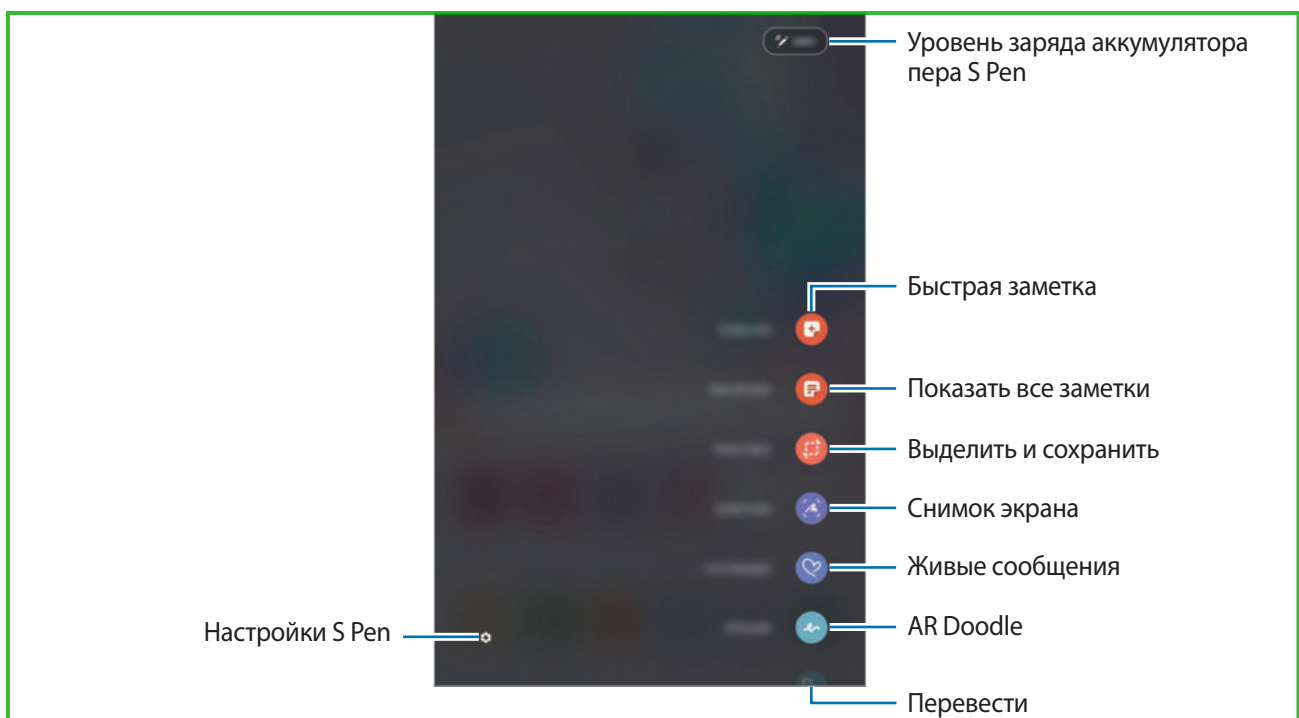 Уровень заряда аккумулятора
пера S Pen
Быстрая заметка
Показать все заметки
Выделить и сохранить
Снимок экрана
Живые сообщения
Настройки S Pen
AR Doodle
Перевести